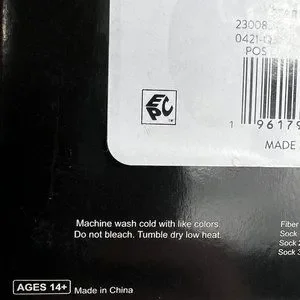 23008
0421-Q
POS
EPC
1 96179
MADE
Machine wash cold with like colors.
Do not bleach. Tumble dry low heat.
Fiber
Sock
Sock 2
Sock 3
AGES 14+
Made in China